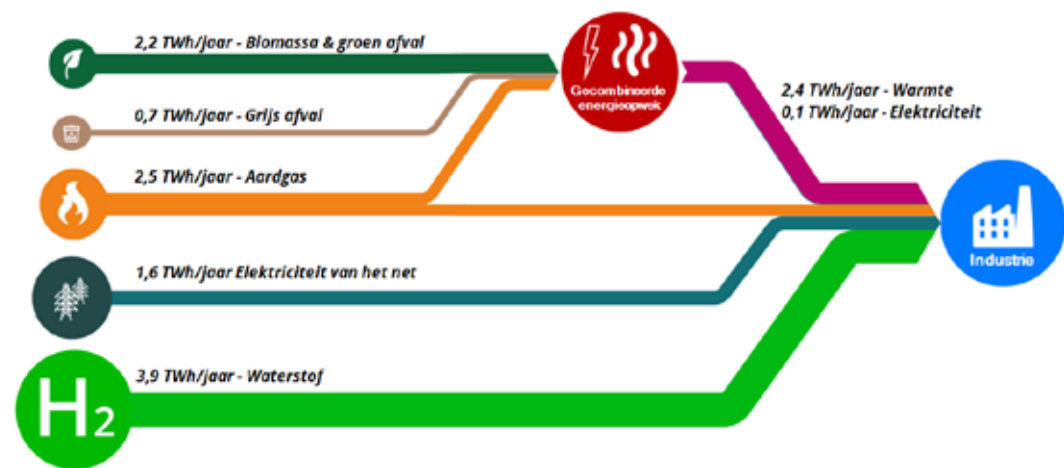 2,2 TWh/jaar - Biomassa & groen afval
Gecombineerde
energieopwek
2,4 TWh/jaar - Warmte
0,1 TWh/jaar - Elektriciteit
0,7 TWh/jaar - Grijs afval
2,5 TWh/jaar - Aardgas
Industrie
1,6 TWh/jaar Elektriciteit van het net
3,9 TWh/jaar - Waterstof
H2